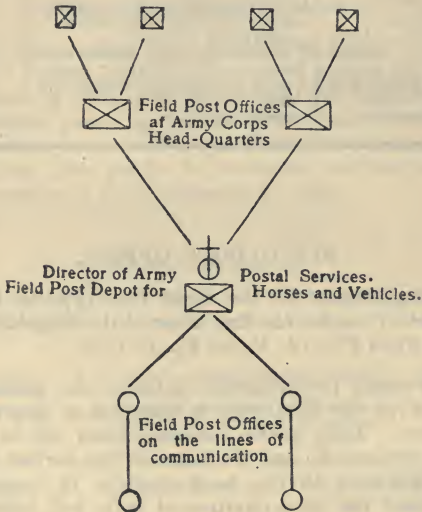 Field Post Offices
af Army Corps
Head-Quarters
Director of Army Postal Services.
Field Post Depot for Horses and Vehicles.
Field Post Offices
on the lines of
communication